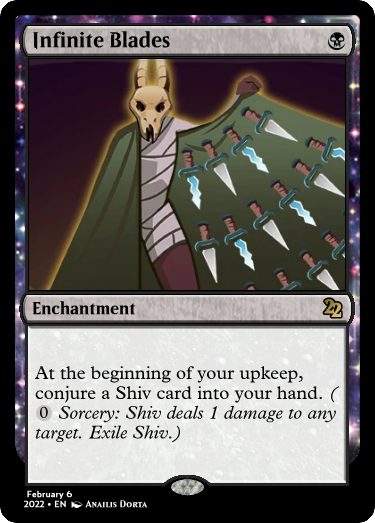 Infinite Blades
Enchantment
22
At the beginning of your upkeep,
conjure a Shiv card into your hand. (
0 Sorcery: Shiv deals 1 damage to any
target. Exile Shiv.)
February 6
2022 • EN Anailis Dorta